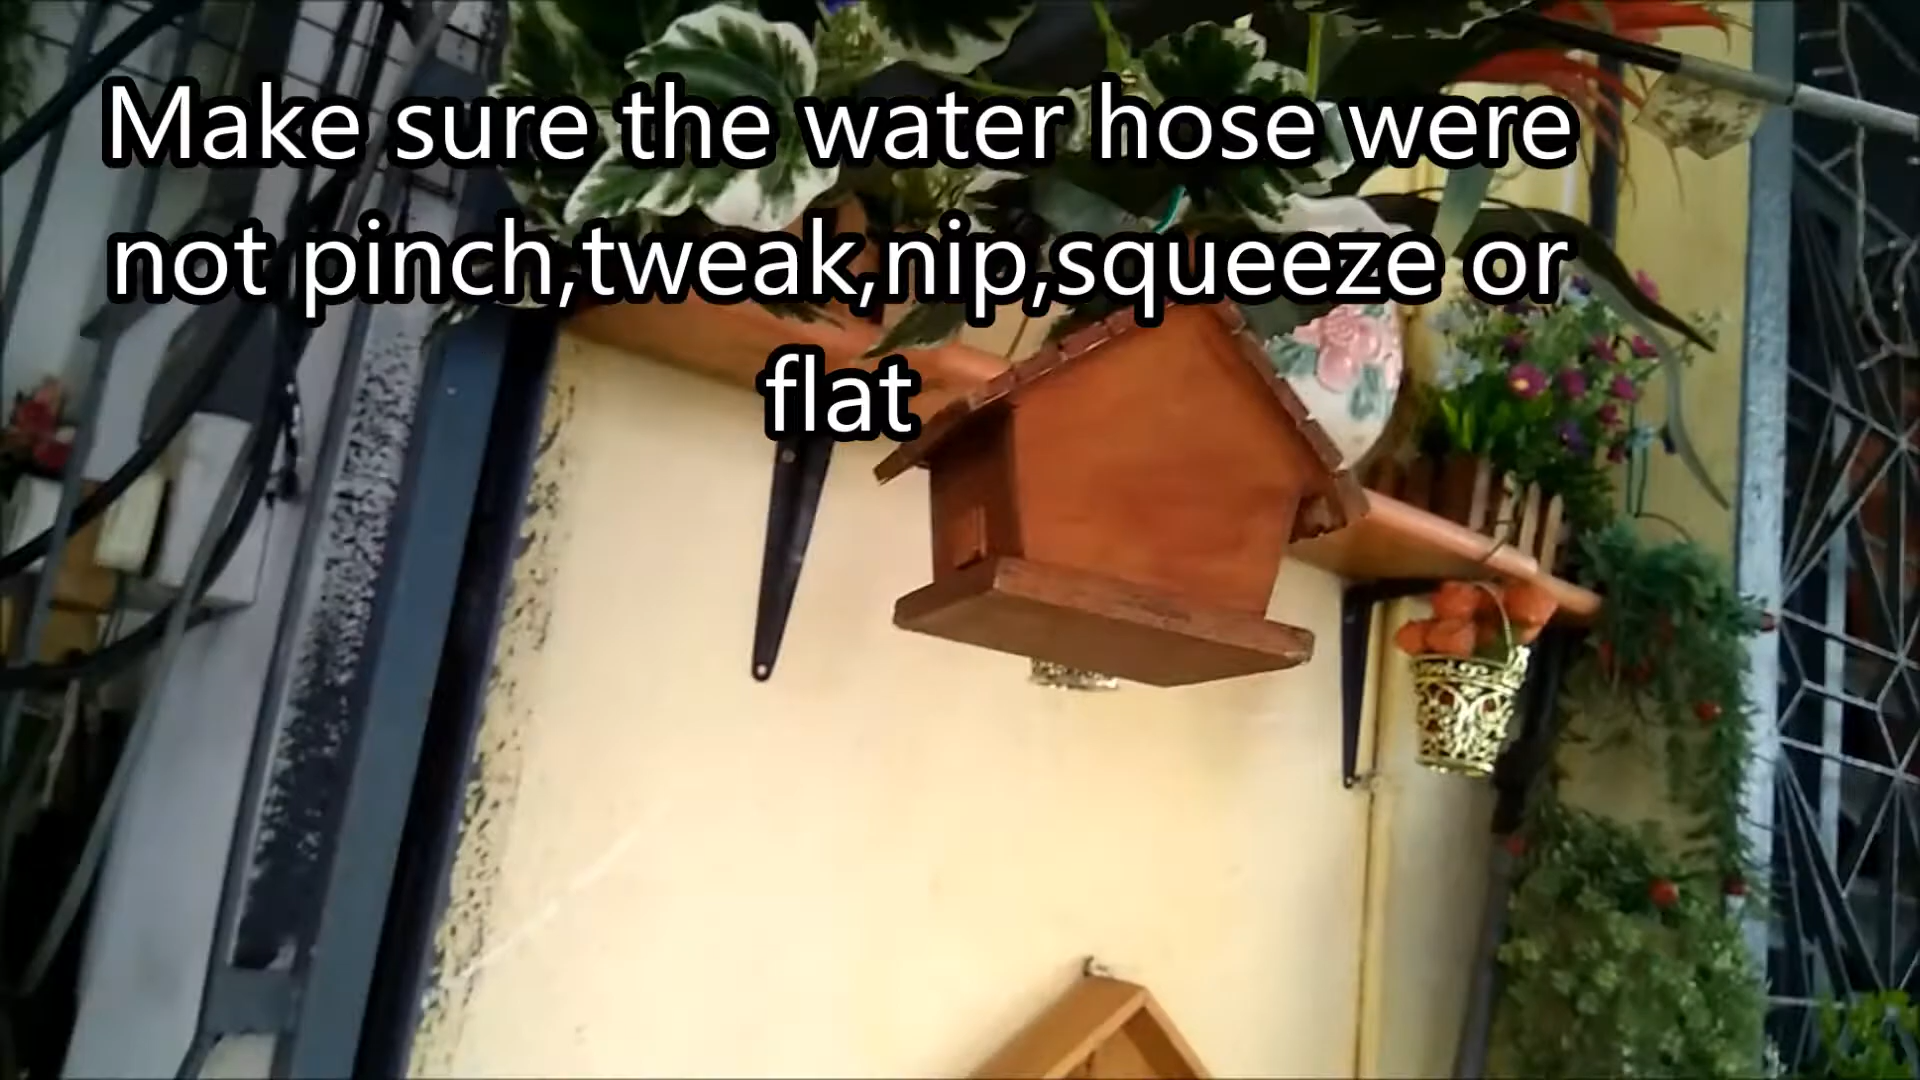 Make sure the water hose were
not pinch,tweak,nip,squeeze or
flat